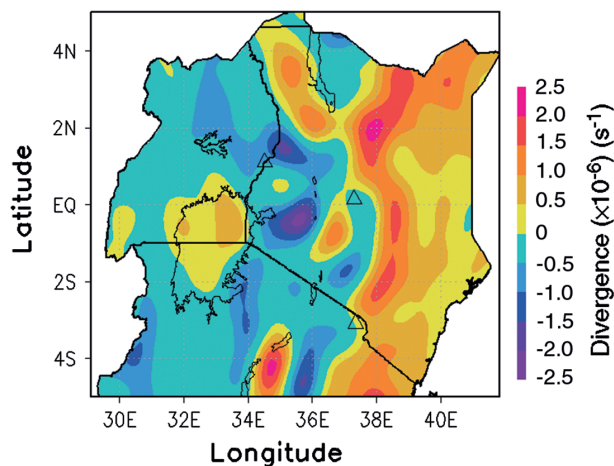 4N
2N
EQ
2S
4S
Latitude
30E 32E 34E 36E 38E 40E
Longitude
2.5
2.0
1.5
1.0
0.5
0
-0.5
-1.0
-1.5
-2.0
-2.5
Divergence (×10⁻⁶) (s⁻¹)